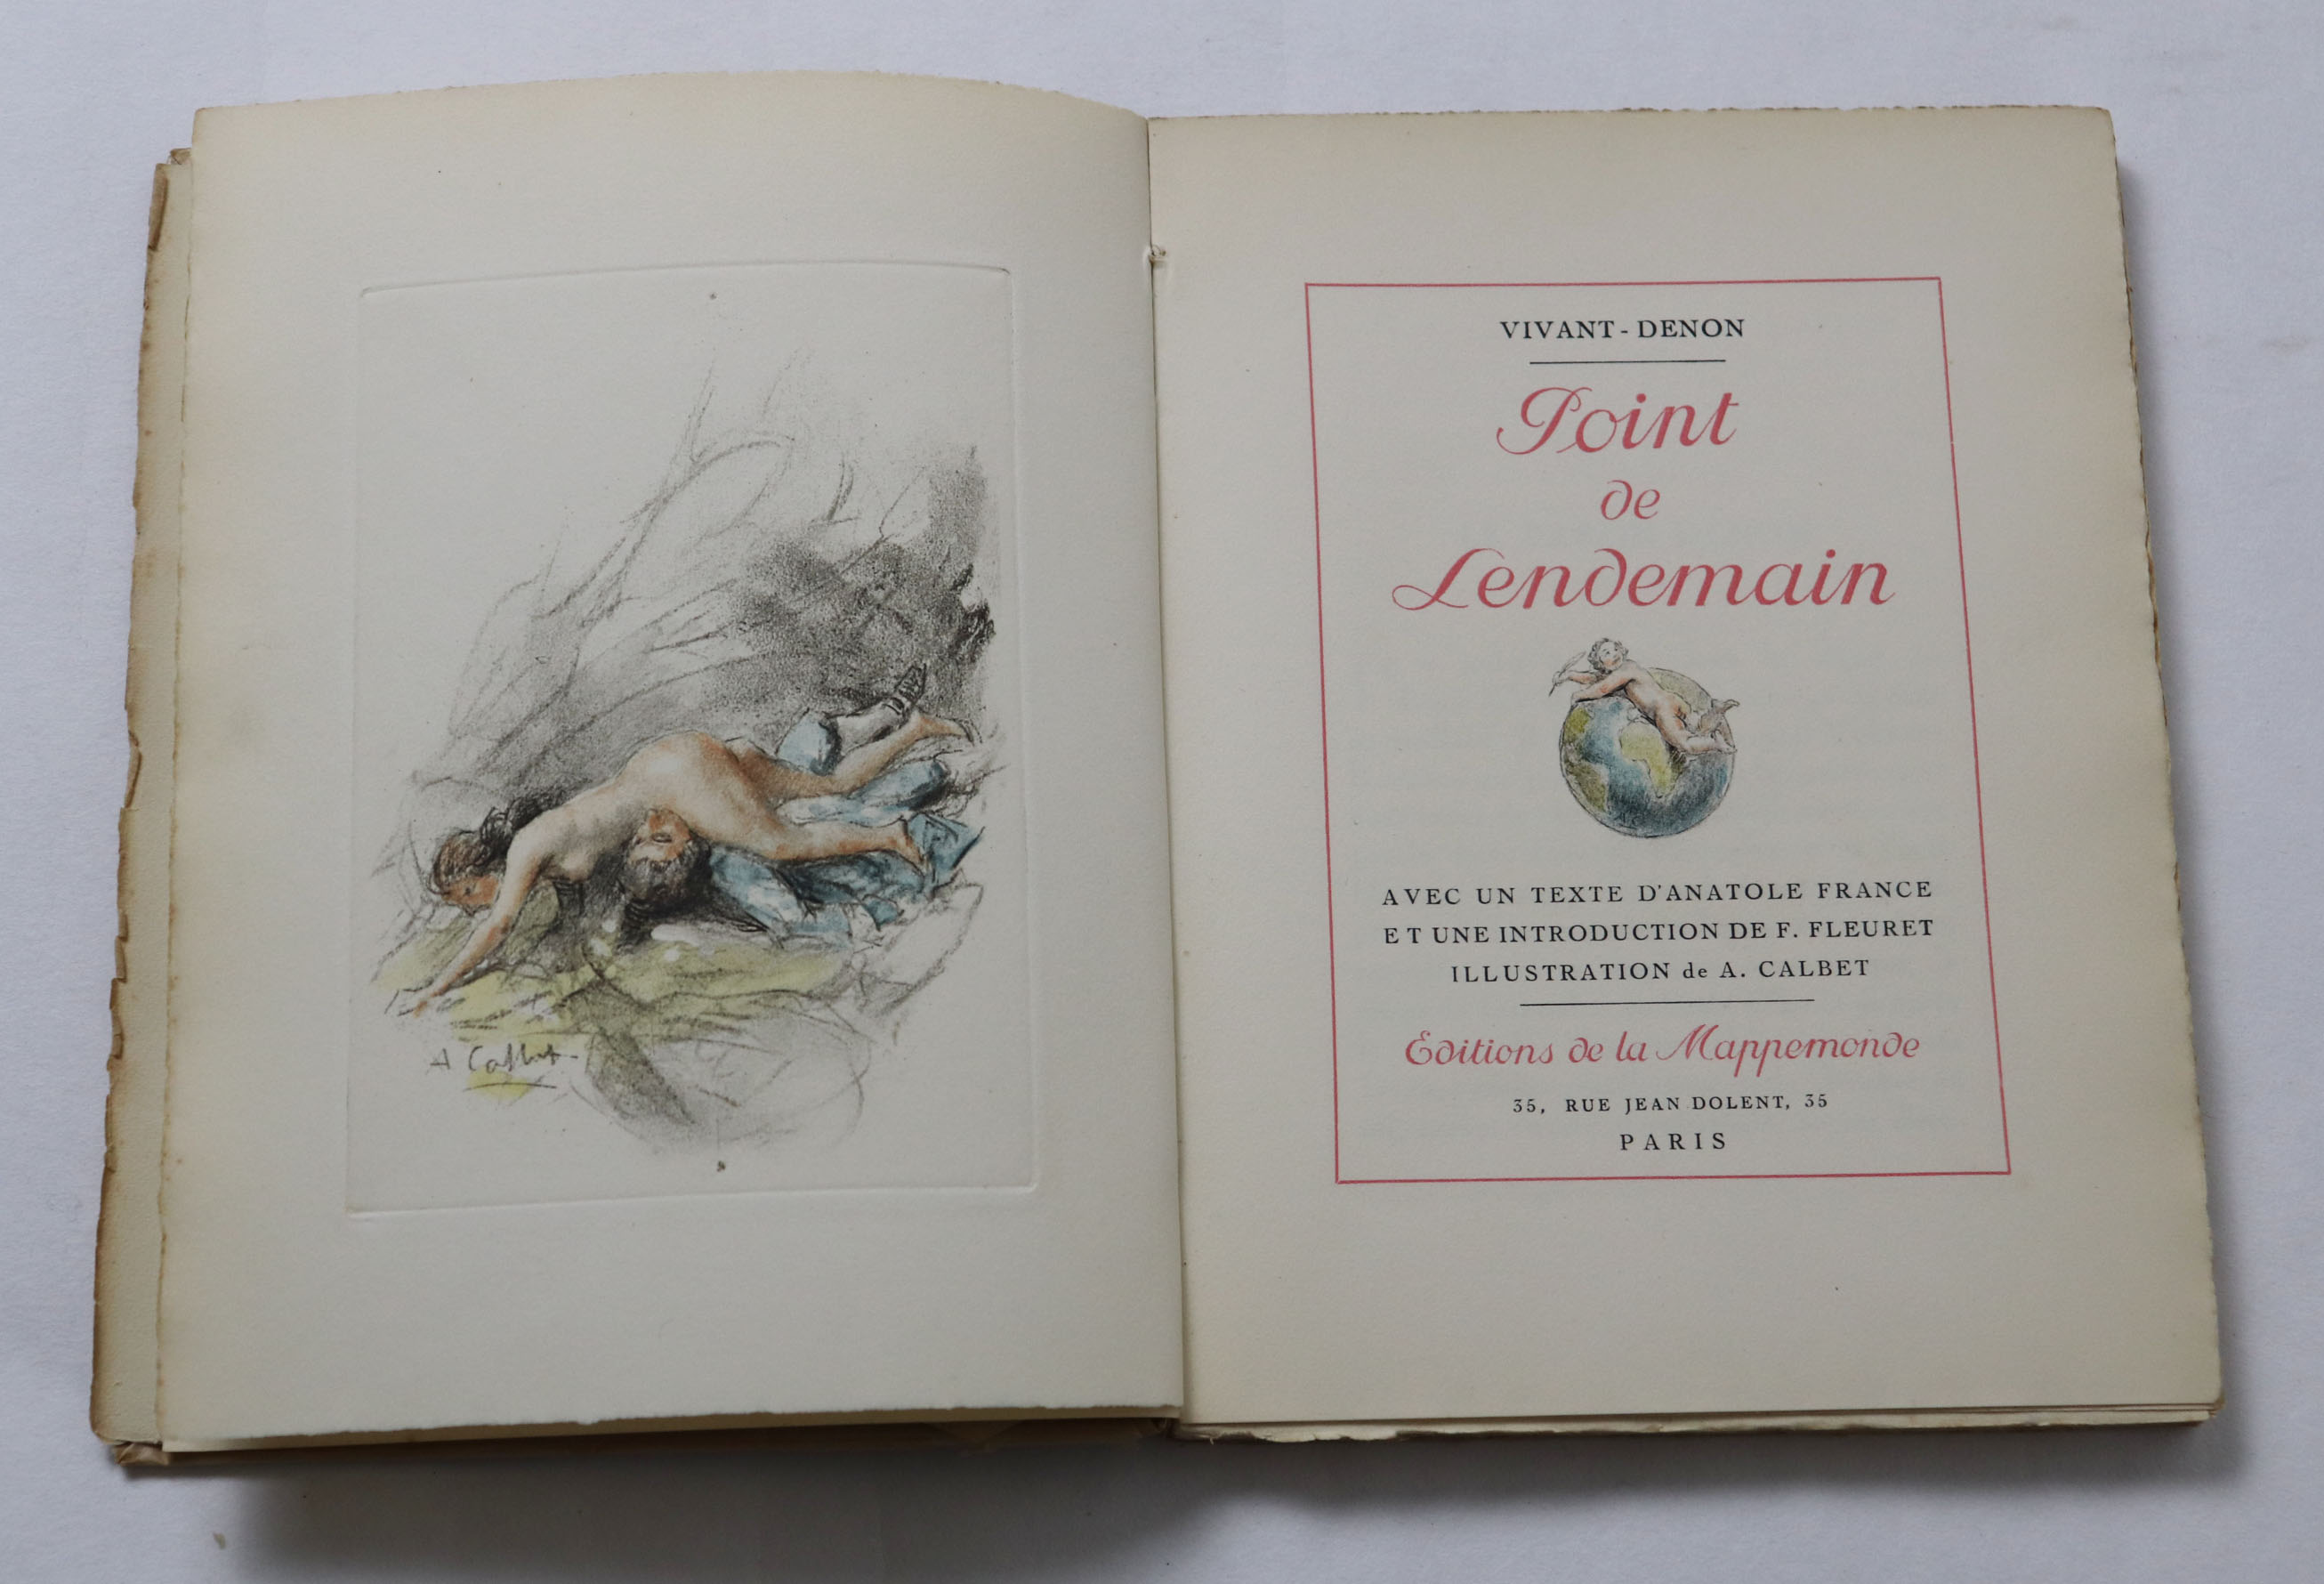 A Calbet
VIVANT-DENON
Point
de
Lendemain
AVEC UN TEXTE D'ANATOLE FRANCE
ET UNE INTRODUCTION DE F. FLEURET
ILLUSTRATION de A. CALBET
Editions de la Mappemonde
35, RUE JEAN DOLENT, 35
PARIS